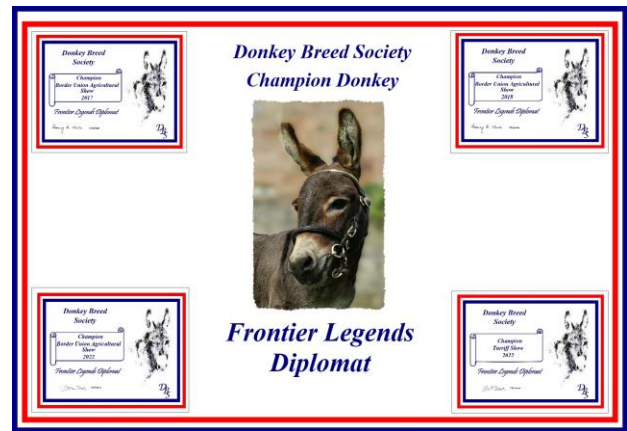 Donkey Breed Society
Champion Donkey
Donkey Breed
Society
Champion
Border Union Agricultural
Show
2017
Frontier Legends Diplomat
Donkey Breed
Society
Champion
Border Union Agricultural
Show
2018
Frontier Legends Diplomat
Donkey Breed
Society
Champion
Border Union Agricultural
Show
2022
Frontier Legends Diplomat
Donkey Breed
Society
Champion
Turriff Show
2022
Frontier Legends Diplomat
Frontier Legends
Diplomat